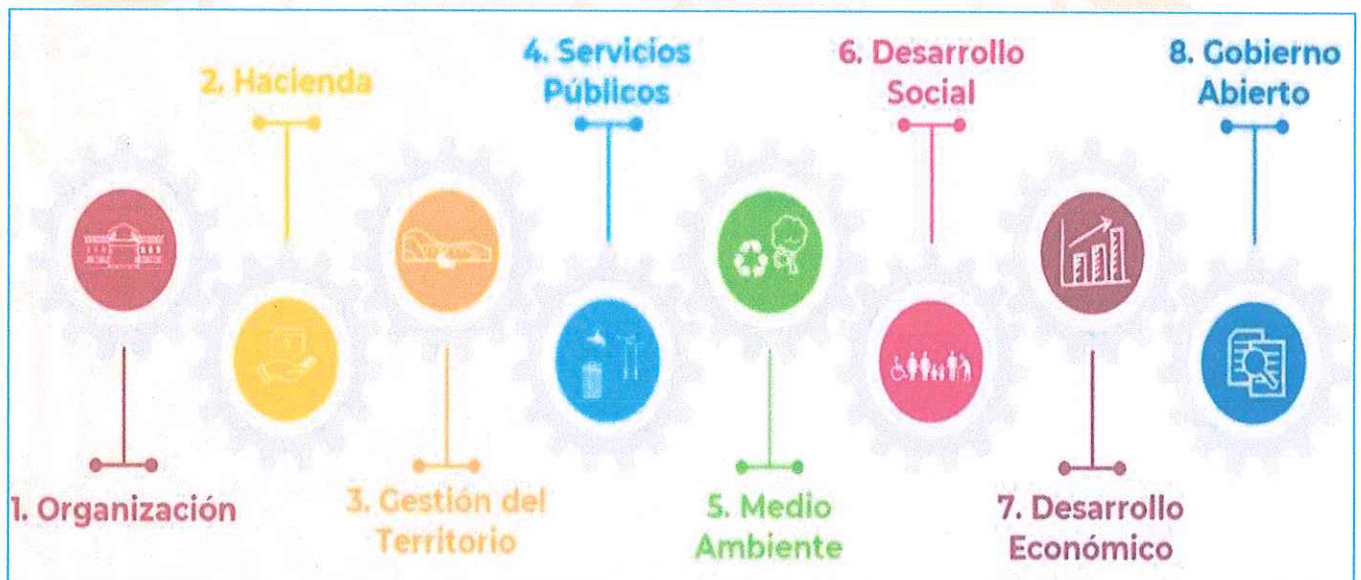 1. Organización
2. Hacienda
3. Gestión del
Territorio
4. Servicios
Públicos
5. Medio
Ambiente
6. Desarrollo
Social
7. Desarrollo
Económico
8. Gobierno
Abierto